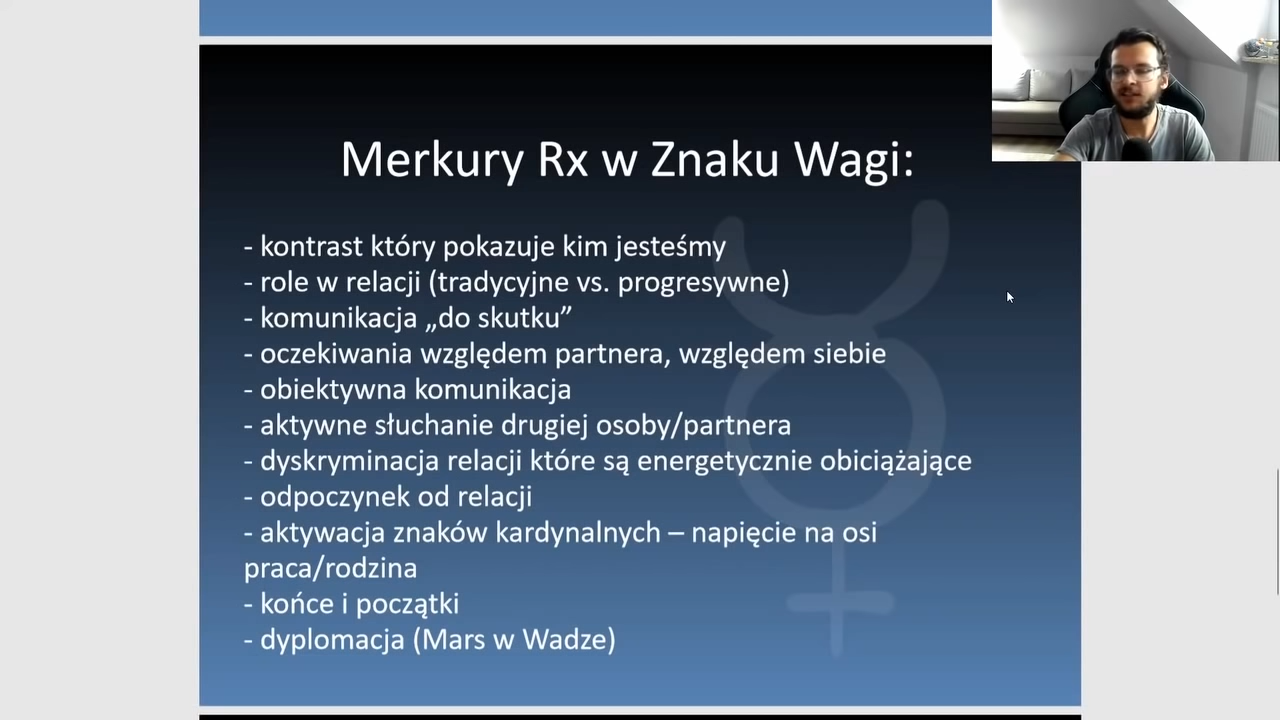 Merkury Rx w Znaku Wagi:
- kontrast który pokazuje kim jesteśmy
- role w relacji (tradycyjne vs. progresywne)
- komunikacja „do skutku”
- oczekiwania względem partnera, względem siebie
- obiektywna komunikacja
- aktywne słuchanie drugiej osoby/partnera
- dyskryminacja relacji które są energetycznie obiciążające
- odpoczynek od relacji
- aktywacja znaków kardynalnych – napięcie na osi
praca/rodzina
- końce i początki
- dyplomacja (Mars w Wadze)